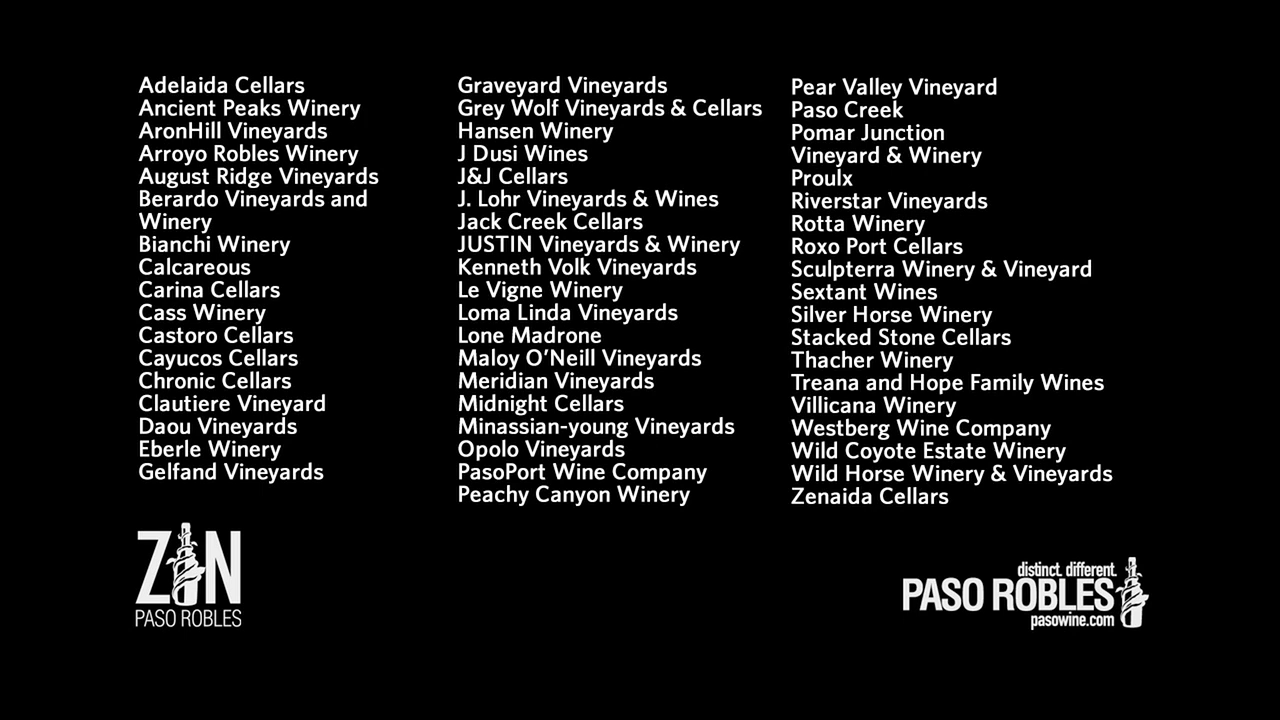 Adelaida Cellars
Ancient Peaks Winery
AronHill Vineyards
Arroyo Robles Winery
August Ridge Vineyards
Berardo Vineyards and
Winery
Bianchi Winery
Calcareous
Carina Cellars
Cass Winery
Castoro Cellars
Cayucos Cellars
Chronic Cellars
Clautiere Vineyard
Daou Vineyards
Eberle Winery
Gelfand Vineyards
Graveyard Vineyards
Grey Wolf Vineyards & Cellars
Hansen Winery
J Dusi Wines
J&J Cellars
J. Lohr Vineyards & Wines
Jack Creek Cellars
JUSTIN Vineyards & Winery
Kenneth Volk Vineyards
Le Vigne Winery
Loma Linda Vineyards
Lone Madrone
Maloy O’Neill Vineyards
Meridian Vineyards
Midnight Cellars
Minassian-young Vineyards
Opolo Vineyards
PasoPort Wine Company
Peachy Canyon Winery
Pear Valley Vineyard
Paso Creek
Pomar Junction
Vineyard & Winery
Proulx
Riverstar Vineyards
Rotta Winery
Roxo Port Cellars
Sculpterra Winery & Vineyard
Sextant Wines
Silver Horse Winery
Stacked Stone Cellars
Thacher Winery
Treana and Hope Family Wines
Villicana Winery
Westberg Wine Company
Wild Coyote Estate Winery
Wild Horse Winery & Vineyards
Zenaida Cellars
ZIN
PASO ROBLES
distinct. different.
PASO ROBLES
pasowine.com